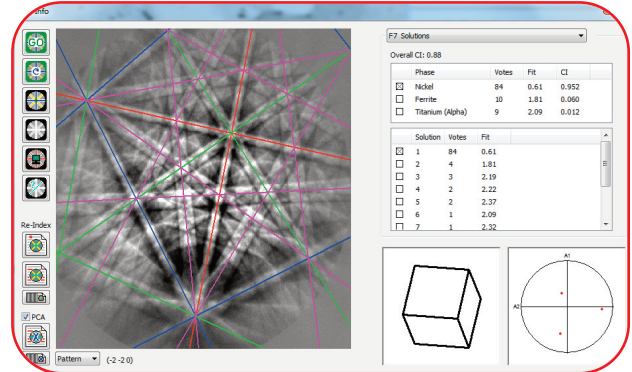 Info
GO
C
F7 Solutions
Overall CI: 0.88
Phase Votes Fit CI
Nickel 84 0.61 0.952
Ferrite 10 1.81 0.060
Titanium (Alpha) 9 2.09 0.012
Solution Votes Fit
1 84 0.61
2 4 1.81
3 3 2.19
4 2 2.22
5 2 2.37
6 1 2.09
7 1 2.32
Re-Index
PCA
A1
A2
Pattern (-2 -2 0)